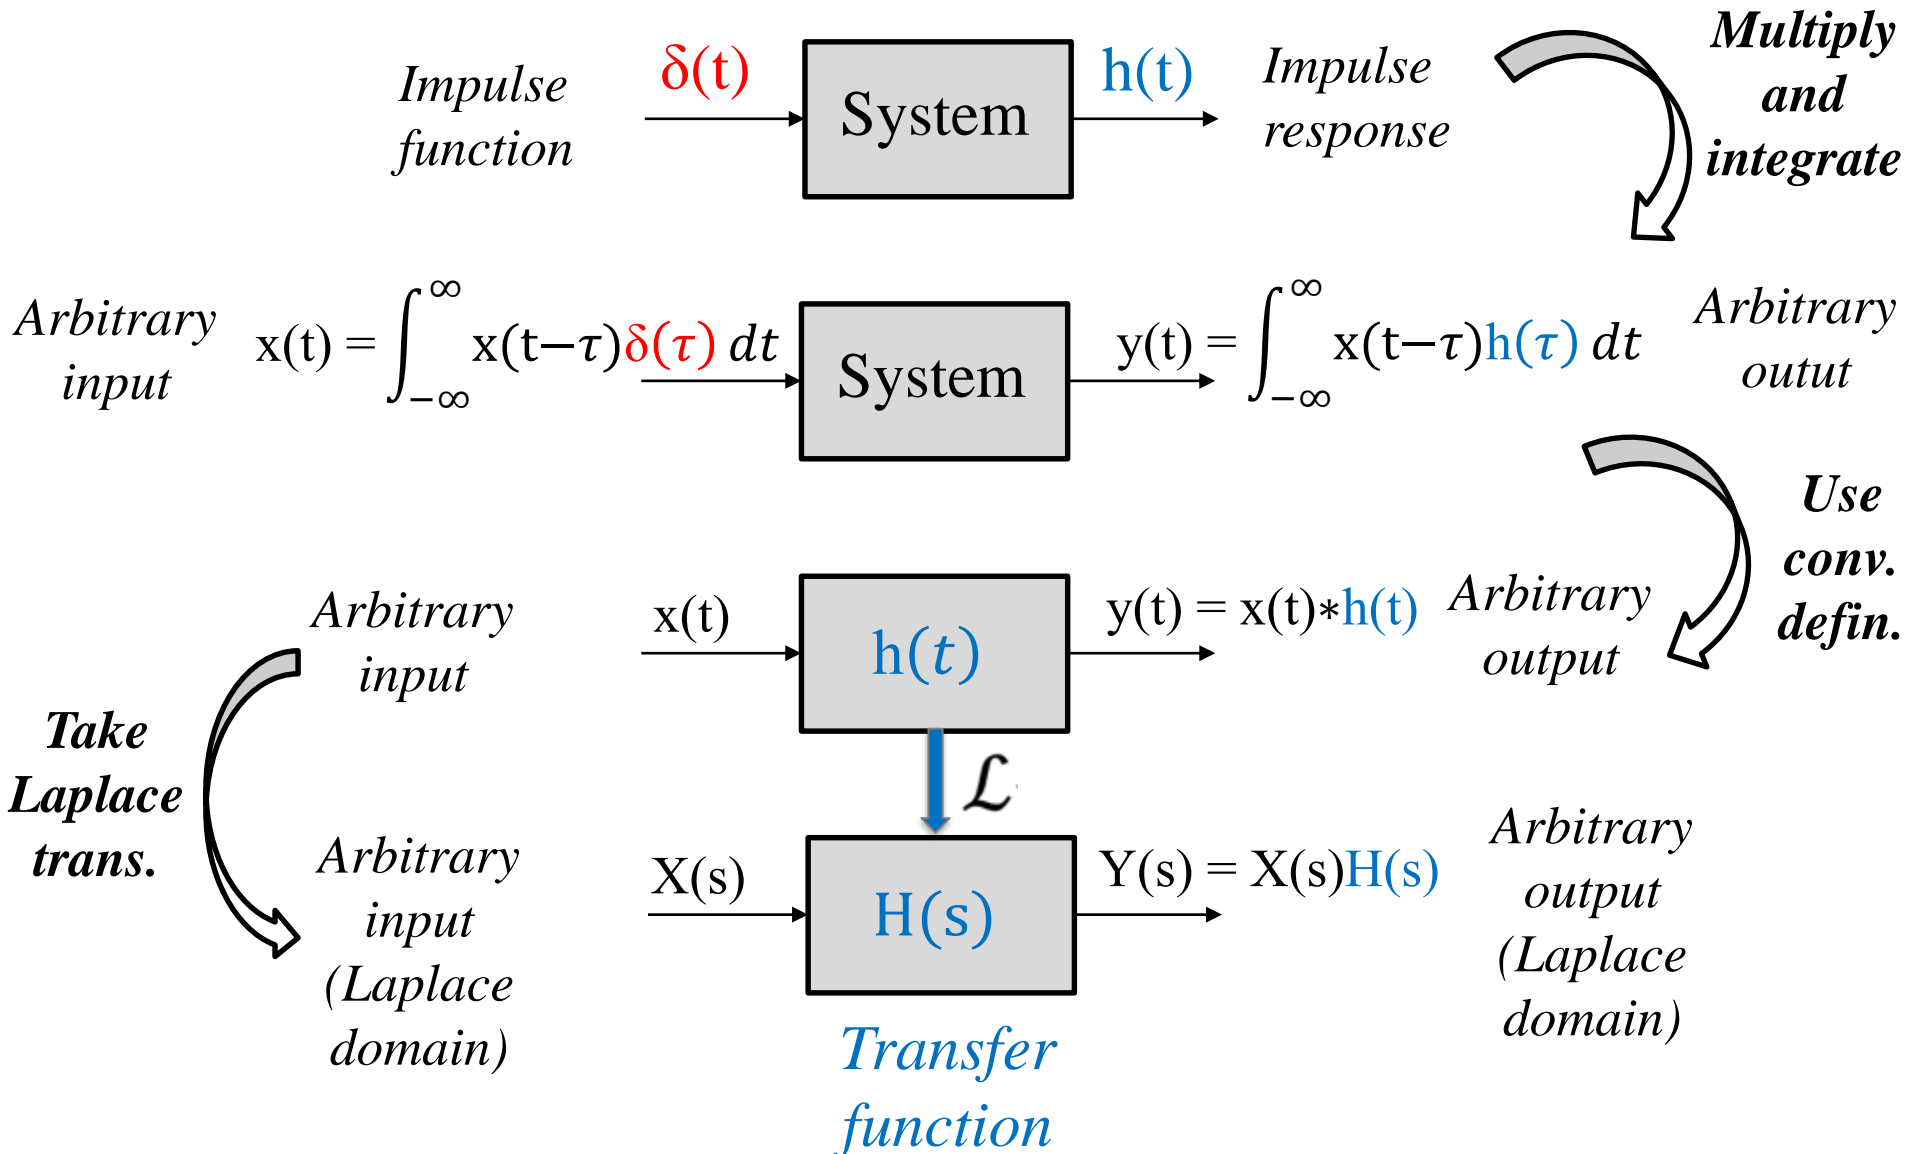 Impulse
function
δ(t)
System
h(t)
Impulse
response
Multiply
and
integrate
Arbitrary
input
x(t) = ∫_{−∞}^{∞} x(t−τ)δ(τ) dt
System
y(t) = ∫_{−∞}^{∞} x(t−τ)h(τ) dt
Arbitrary
outut
Use
conv.
defin.
Arbitrary
input
x(t)
h(t)
y(t) = x(t)*h(t)
Arbitrary
output
Take
Laplace
trans.
ℒ
Arbitrary
input
(Laplace
domain)
X(s)
H(s)
Y(s) = X(s)H(s)
Arbitrary
output
(Laplace
domain)
Transfer
function